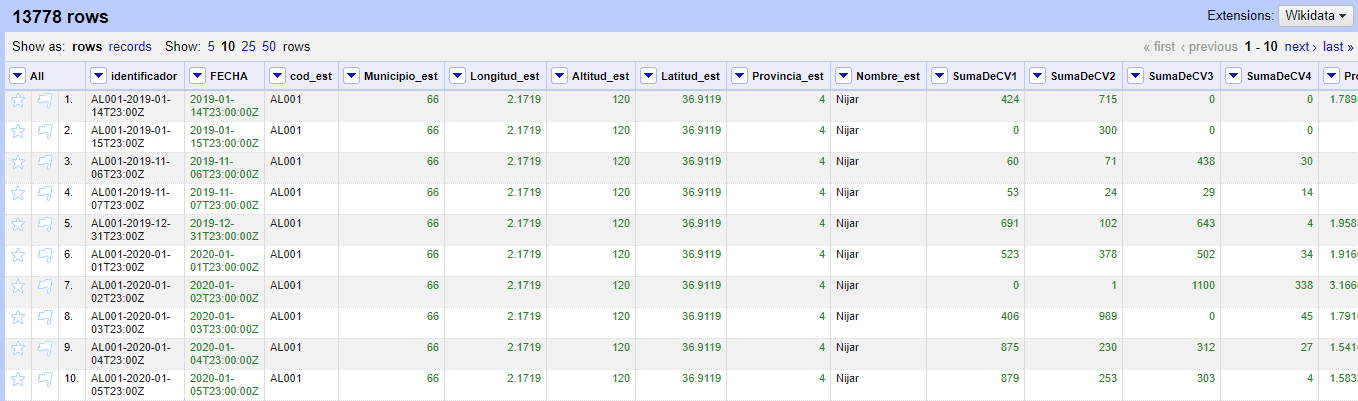 13778 rows
Extensions: Wikidata
Show as: rows records Show: 5 10 25 50 rows « first ‹ previous 1 - 10 next › last »
All identificador FECHA cod_est Municipio_est Longitud_est Altitud_est Latitud_est Provincia_est Nombre_est SumaDeCV1 SumaDeCV2 SumaDeCV3 SumaDeCV4 Pro
1. AL001-2019-01-14T23:00Z 2019-01-14T23:00:00Z AL001 66 2.1719 120 36.9119 4 Nijar 424 715 0 0 1.789
2. AL001-2019-01-15T23:00Z 2019-01-15T23:00:00Z AL001 66 2.1719 120 36.9119 4 Nijar 0 300 0 0
3. AL001-2019-11-06T23:00Z 2019-11-06T23:00:00Z AL001 66 2.1719 120 36.9119 4 Nijar 60 71 438 30
4. AL001-2019-11-07T23:00Z 2019-11-07T23:00:00Z AL001 66 2.1719 120 36.9119 4 Nijar 53 24 29 14
5. AL001-2019-12-31T23:00Z 2019-12-31T23:00:00Z AL001 66 2.1719 120 36.9119 4 Nijar 691 102 643 4 1.958
6. AL001-2020-01-01T23:00Z 2020-01-01T23:00:00Z AL001 66 2.1719 120 36.9119 4 Nijar 523 378 502 34 1.916
7. AL001-2020-01-02T23:00Z 2020-01-02T23:00:00Z AL001 66 2.1719 120 36.9119 4 Nijar 0 1 1100 338 3.166
8. AL001-2020-01-03T23:00Z 2020-01-03T23:00:00Z AL001 66 2.1719 120 36.9119 4 Nijar 406 989 0 45 1.791
9. AL001-2020-01-04T23:00Z 2020-01-04T23:00:00Z AL001 66 2.1719 120 36.9119 4 Nijar 875 230 312 27 1.541
10. AL001-2020-01-05T23:00Z 2020-01-05T23:00:00Z AL001 66 2.1719 120 36.9119 4 Nijar 879 253 303 4 1.583